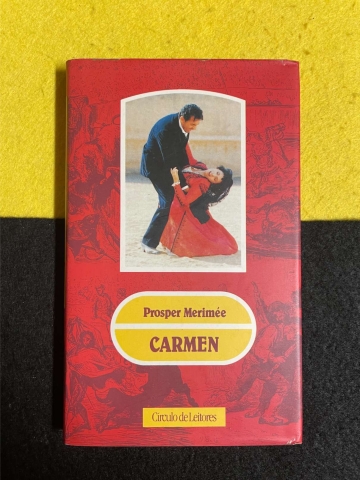 Prosper Merimée
CARMEN
Círculo de Leitores